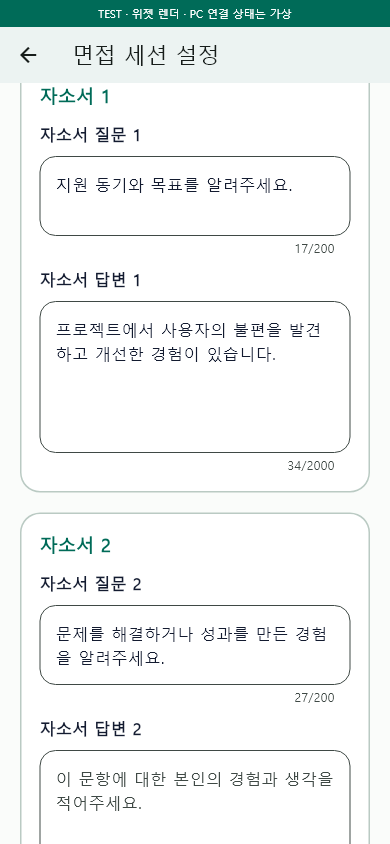 TEST · 위젯 렌더 · PC 연결 상태는 가상
면접 세션 설정
자소서 1
자소서 질문 1
지원 동기와 목표를 알려주세요.
17/200
자소서 답변 1
프로젝트에서 사용자의 불편을 발견
하고 개선한 경험이 있습니다.
34/2000
자소서 2
자소서 질문 2
문제를 해결하거나 성과를 만든 경험
을 알려주세요.
27/200
자소서 답변 2
이 문항에 대한 본인의 경험과 생각을
적어주세요.